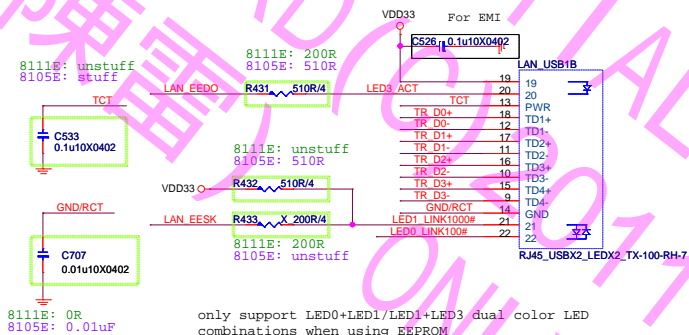 VDD33
For EMI
C526
0.1u10X0402
8111E: unstuff
8105E: stuff
8111E: 200R
8105E: 510R
LAN_USB1B
LAN_EEDO
R431
510R/4
LED3_ACT
19
20
19
20
TCT
C533
0.1u10X0402
TCT
13
PWR
TR_D0+
18
TD1+
TR_D0-
12
TD1-
TR_D1+
17
TD2+
TR_D1-
11
TD2-
TR_D2+
16
TD3+
TR_D2-
10
TD3-
TR_D3+
15
TD4+
TR_D3-
9
TD4-
8111E: unstuff
8105E: 510R
VDD33
R432
510R/4
GND/RCT
GND/RCT
14
GND
LAN_EESK
R433
X_200R/4
LED1_LINK1000#
21
21
LED0_LINK100#
22
22
8111E: 200R
8105E: unstuff
RJ45_USBX2_LEDX2_TX-100-RH-7
C707
0.01u10X0402
8111E: 0R
8105E: 0.01uF
only support LED0+LED1/LED1+LED3 dual color LED
combinations when using EEPROM
陳雷)
2011